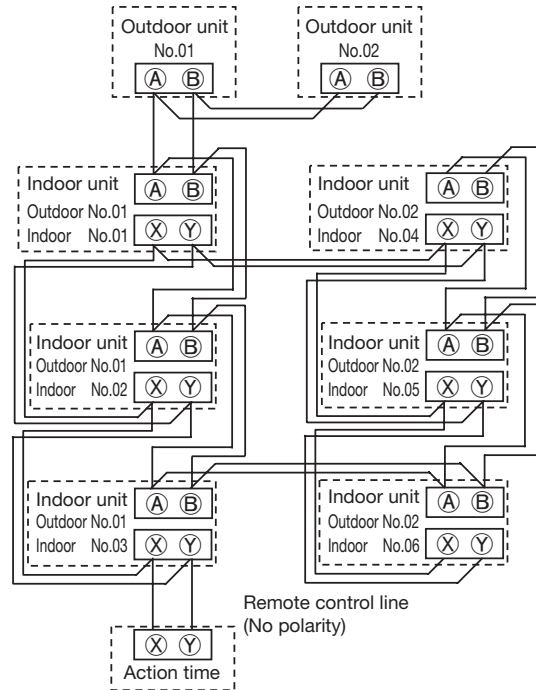 Outdoor unit
No.01
A B
Outdoor unit
No.02
A B
Indoor unit
Outdoor No.01
Indoor No.01
A B
X Y
Indoor unit
Outdoor No.02
Indoor No.04
A B
X Y
Indoor unit
Outdoor No.01
Indoor No.02
A B
X Y
Indoor unit
Outdoor No.02
Indoor No.05
A B
X Y
Indoor unit
Outdoor No.01
Indoor No.03
A B
X Y
Indoor unit
Outdoor No.02
Indoor No.06
A B
X Y
Remote control line
(No polarity)
X Y
Action time